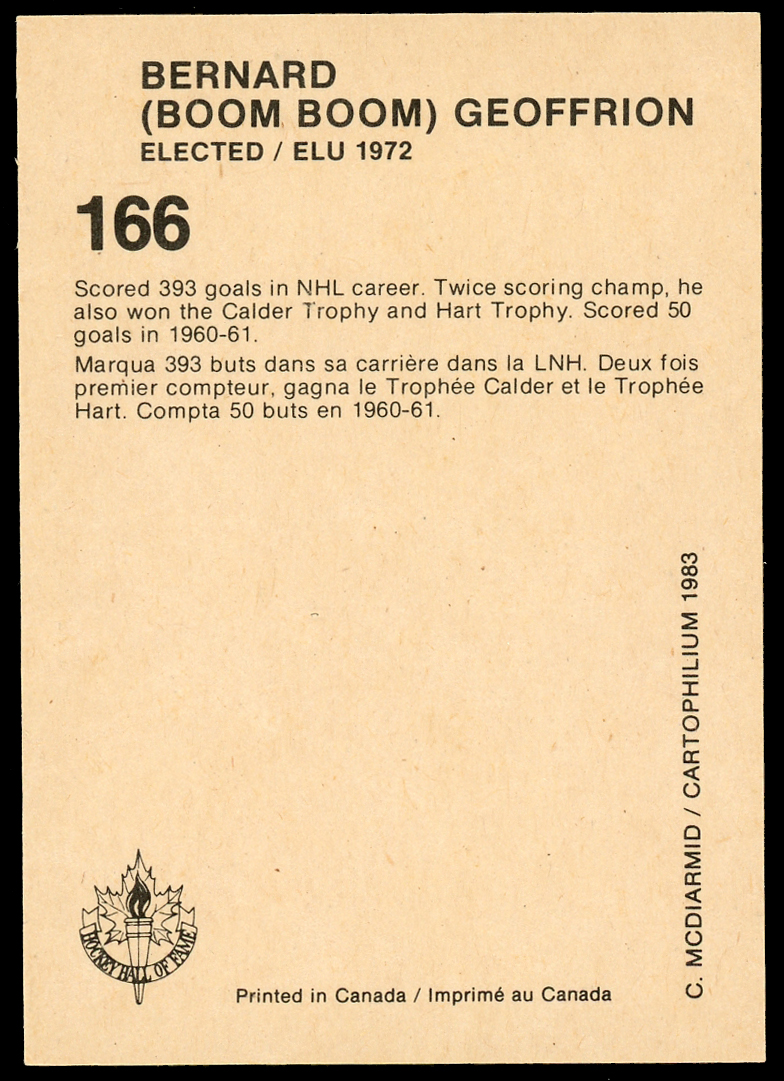 BERNARD
(BOOM BOOM) GEOFFRION
ELECTED / ELU 1972
166
Scored 393 goals in NHL career. Twice scoring champ, he
also won the Calder Trophy and Hart Trophy. Scored 50
goals in 1960-61.
Marqua 393 buts dans sa carrière dans la LNH. Deux fois
premier compteur, gagna le Trophée Calder et le Trophée
Hart. Compta 50 buts en 1960-61.
C. MCDIARMID / CARTOPHILIUM 1983
HOCKEY HALL OF FAME
Printed in Canada / Imprimé au Canada